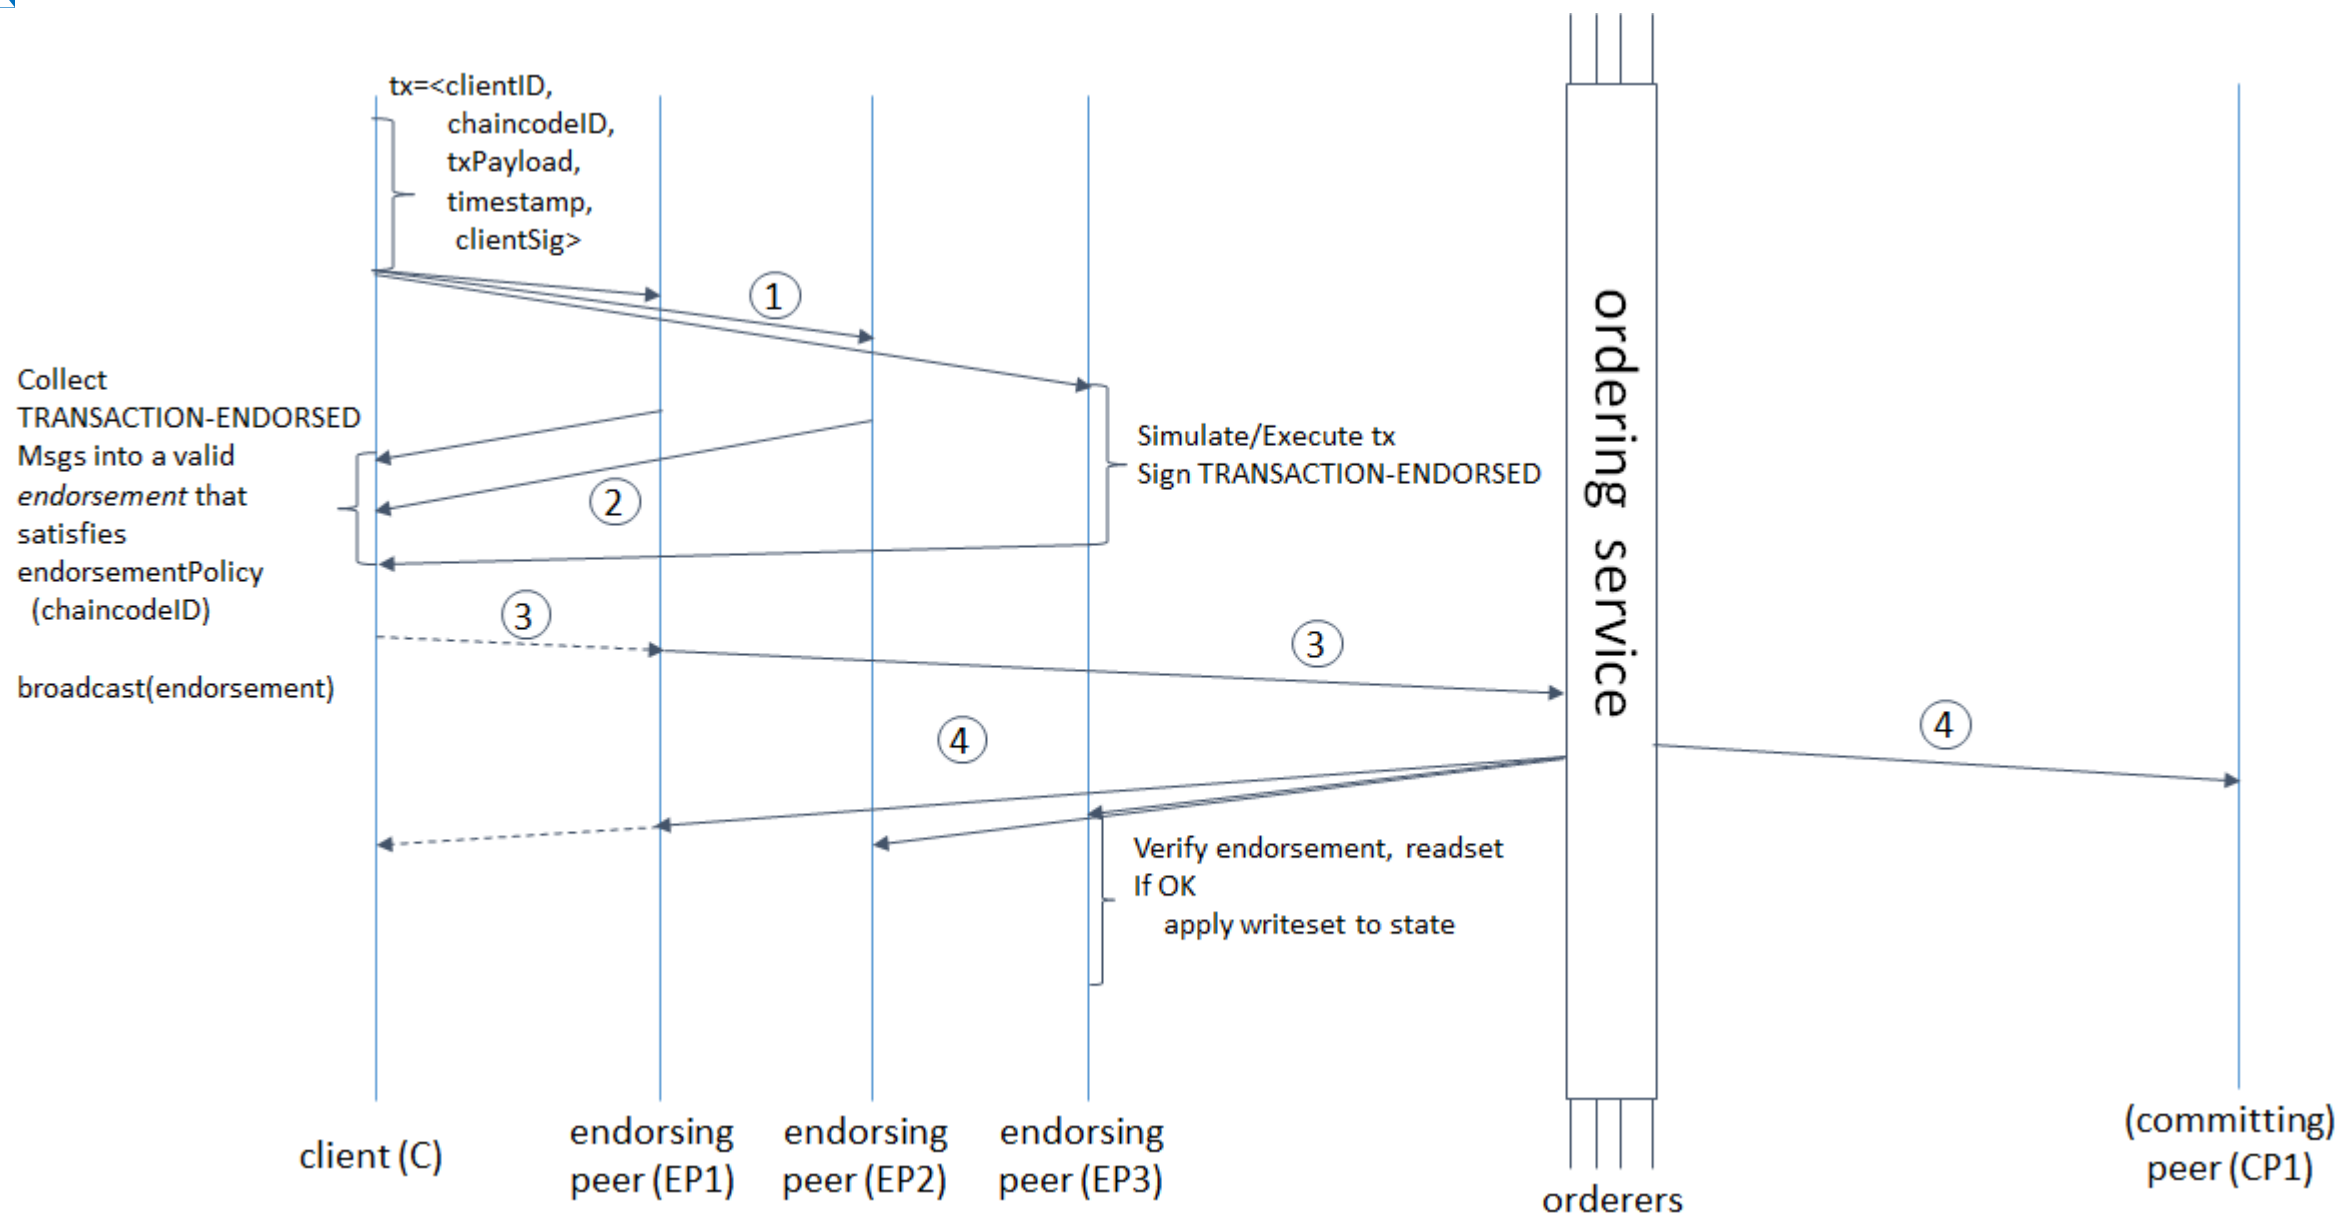 tx=<clientID,
chaincodeID,
txPayload,
timestamp,
clientSig>
1
Collect
TRANSACTION-ENDORSED
Msgs into a valid
endorsement that
satisfies
endorsementPolicy
(chaincodeID)
Simulate/Execute tx
Sign TRANSACTION-ENDORSED
2
3
3
broadcast(endorsement)
4
4
ordering service
Verify endorsement, readset
If OK
apply writeset to state
client (C)
endorsing
peer (EP1)
endorsing
peer (EP2)
endorsing
peer (EP3)
orderers
(committing)
peer (CP1)